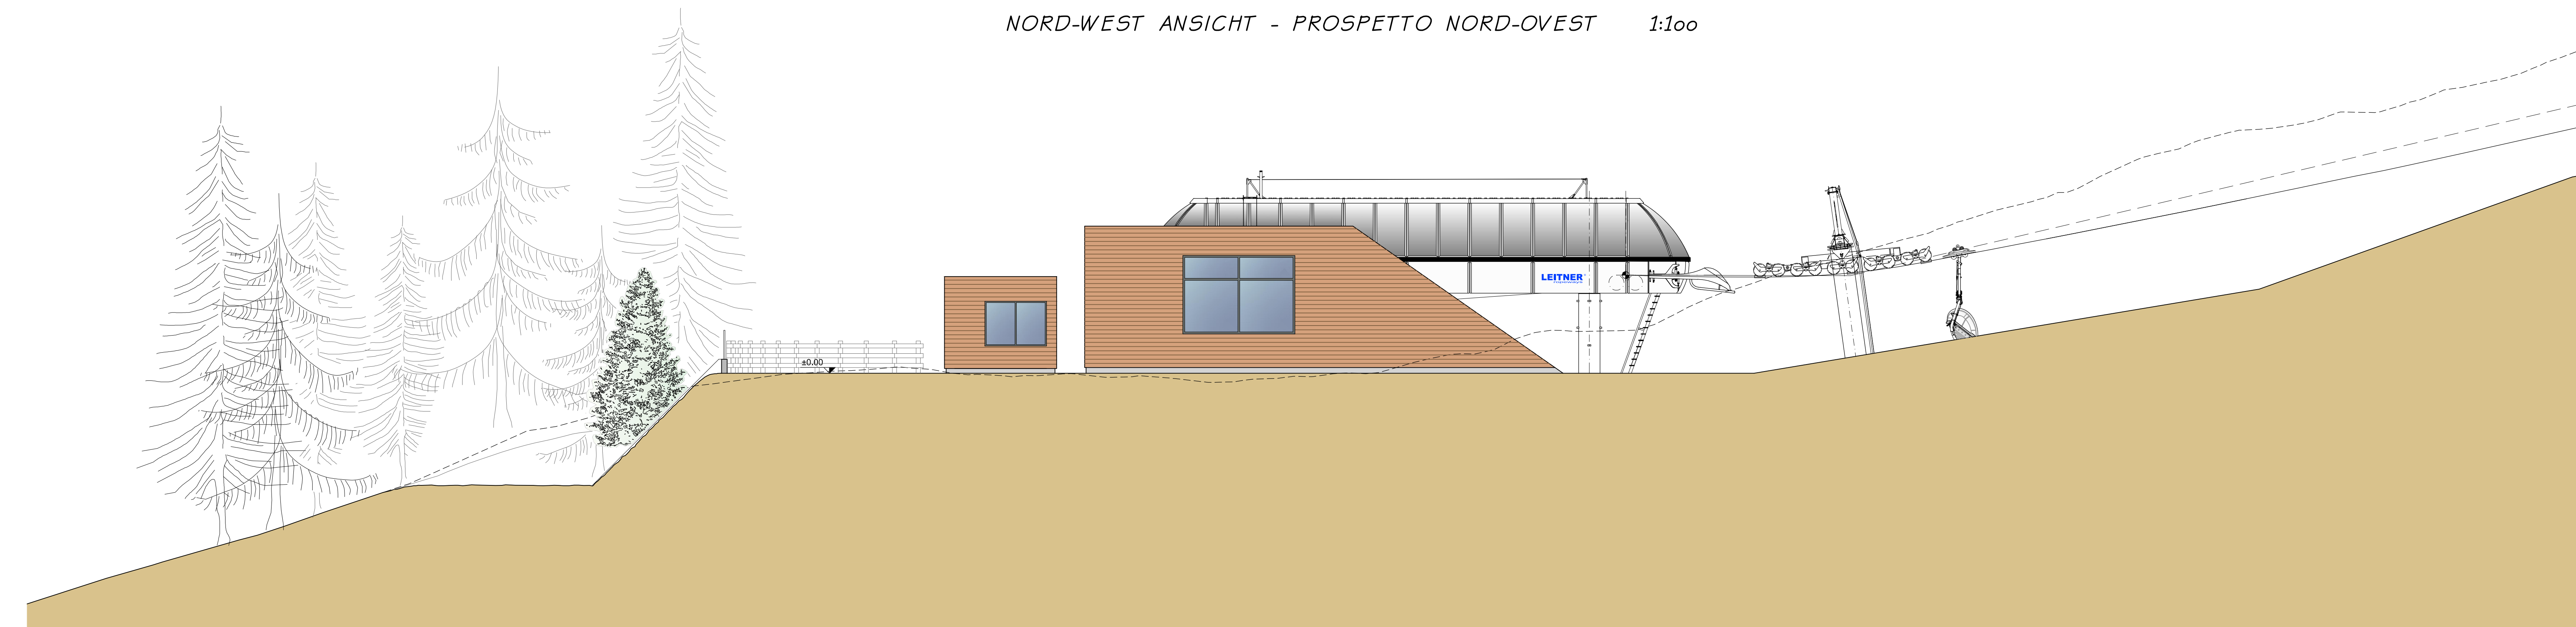 NORD-WEST ANSICHT - PROSPETTO NORD-OVEST 1:100
LEITNER
±0.00